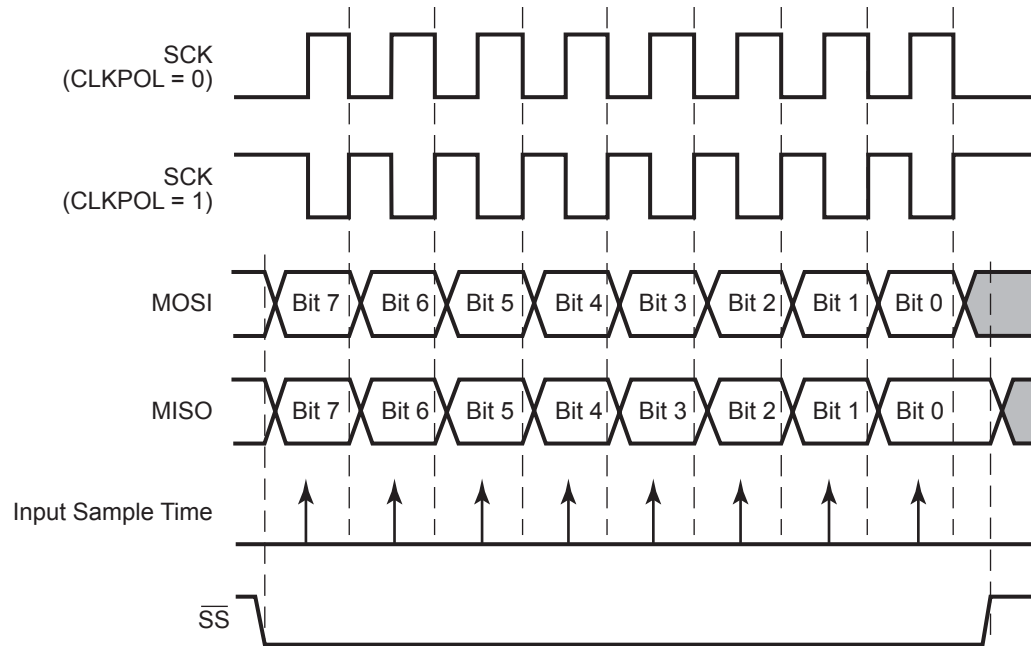 SCK
(CLKPOL = 0)
SCK
(CLKPOL = 1)
MOSI
Bit 7 Bit 6 Bit 5 Bit 4 Bit 3 Bit 2 Bit 1 Bit 0
MISO
Bit 7 Bit 6 Bit 5 Bit 4 Bit 3 Bit 2 Bit 1 Bit 0
Input Sample Time
S̅S̅